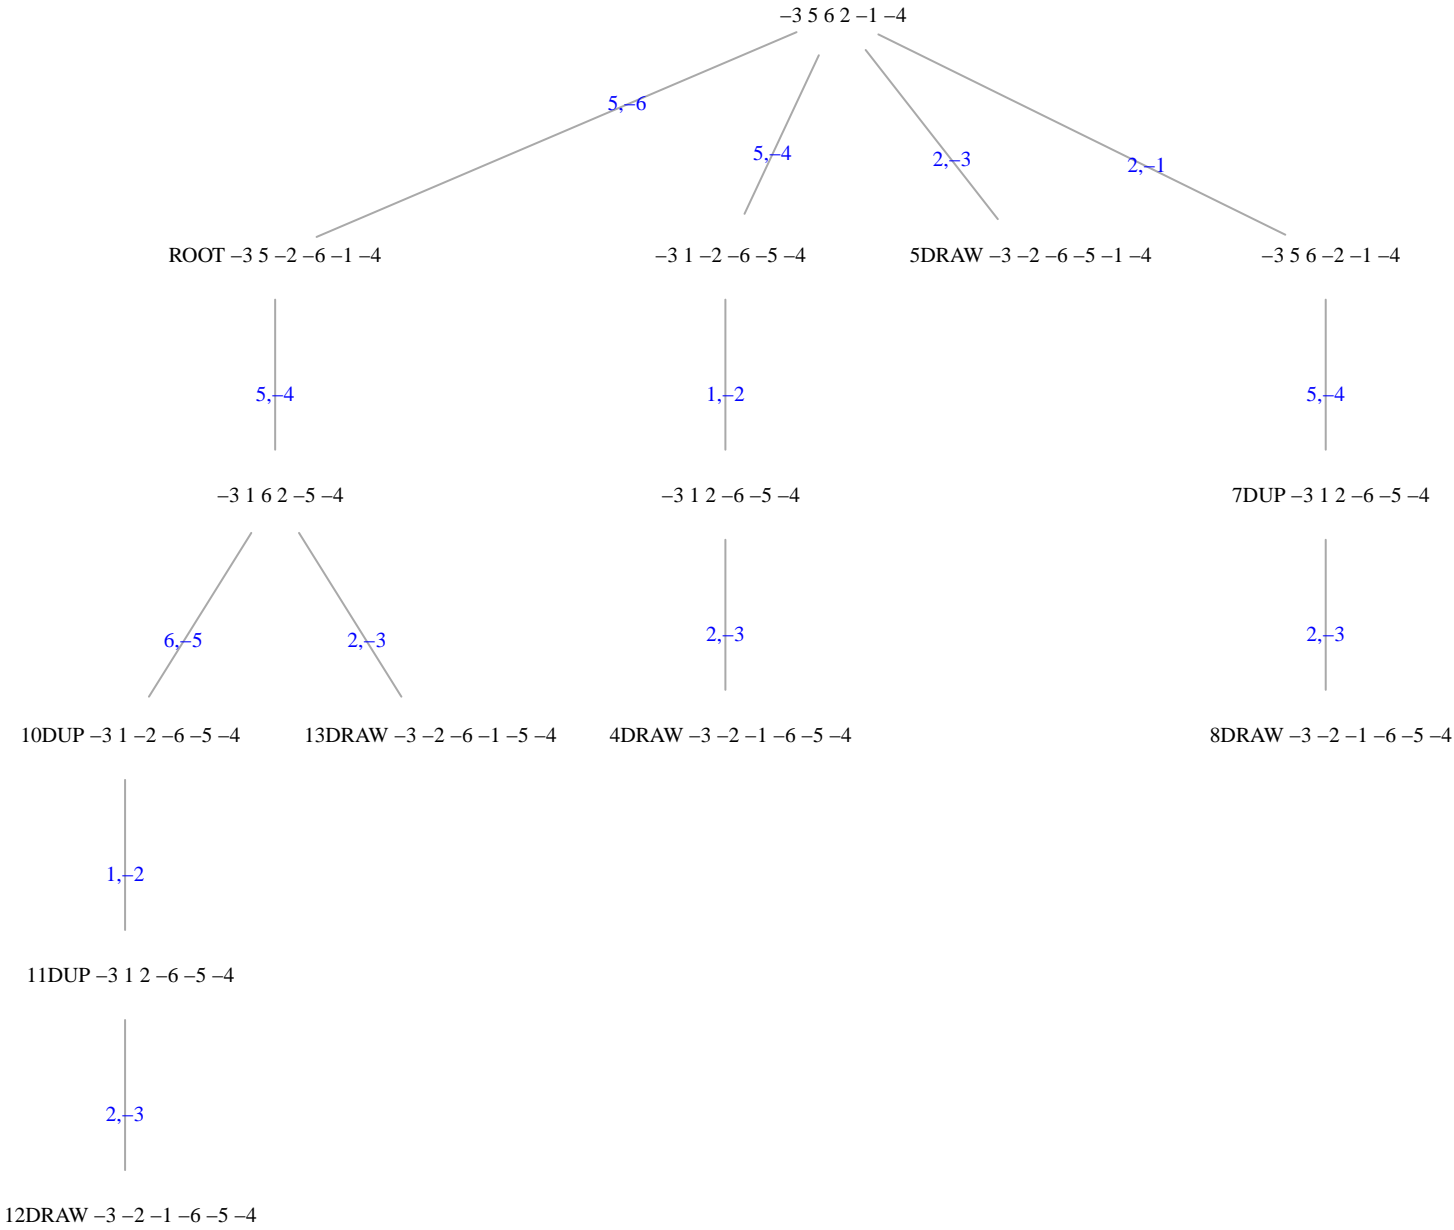 –3 5 6 2 –1 –4
5,–6
5,–4
2,–3
2,–1
ROOT –3 5 –2 –6 –1 –4
–3 1 –2 –6 –5 –4
5DRAW –3 –2 –6 –5 –1 –4
–3 5 6 –2 –1 –4
5,–4
1,–2
5,–4
–3 1 6 2 –5 –4
–3 1 2 –6 –5 –4
7DUP –3 1 2 –6 –5 –4
6,–5
2,–3
2,–3
2,–3
10DUP –3 1 –2 –6 –5 –4
13DRAW –3 –2 –6 –1 –5 –4
4DRAW –3 –2 –1 –6 –5 –4
8DRAW –3 –2 –1 –6 –5 –4
1,–2
11DUP –3 1 2 –6 –5 –4
2,–3
12DRAW –3 –2 –1 –6 –5 –4